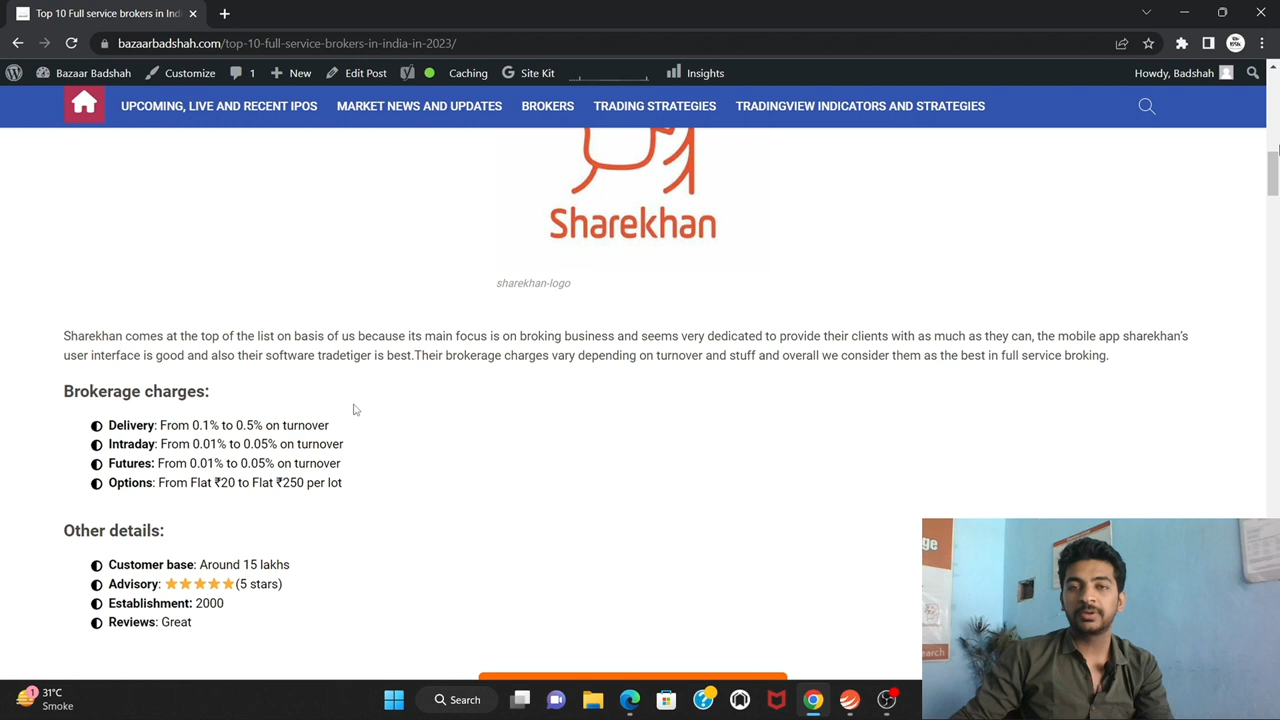 Top 10 Full service brokers in Ind
bazaarbadshah.com/top-10-full-service-brokers-in-india-in-2023/
Bazaar Badshah
Customize
1
New
Edit Post
Caching
Site Kit
Insights
Howdy, Badshah
UPCOMING, LIVE AND RECENT IPOS
MARKET NEWS AND UPDATES
BROKERS
TRADING STRATEGIES
TRADINGVIEW INDICATORS AND STRATEGIES
Sharekhan
sharekhan-logo
Sharekhan comes at the top of the list on basis of us because its main focus is on broking business and seems very dedicated to provide their clients with as much as they can, the mobile app sharekhan's
user interface is good and also their software tradetiger is best.Their brokerage charges vary depending on turnover and stuff and overall we consider them as the best in full service broking.
Brokerage charges:
Delivery: From 0.1% to 0.5% on turnover
Intraday: From 0.01% to 0.05% on turnover
Futures: From 0.01% to 0.05% on turnover
Options: From Flat ₹20 to Flat ₹250 per lot
Other details:
Customer base: Around 15 lakhs
Advisory: ⭐⭐⭐⭐⭐(5 stars)
Establishment: 2000
Reviews: Great
ge
earch
1
31°C
Smoke
Search